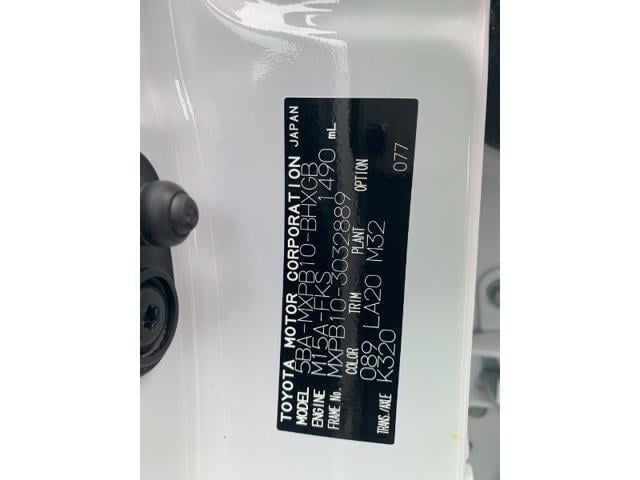 TOYOTA MOTOR CORPORATION JAPAN
MODEL 5BA-MXPB10-BHXGB
ENGINE M15A-FKS 1490 mL
FRAME No. MXPB10-3032889
COLOR TRIM PLANT OPTION
089 LA20 M32
TRANS./AXLE K320 077